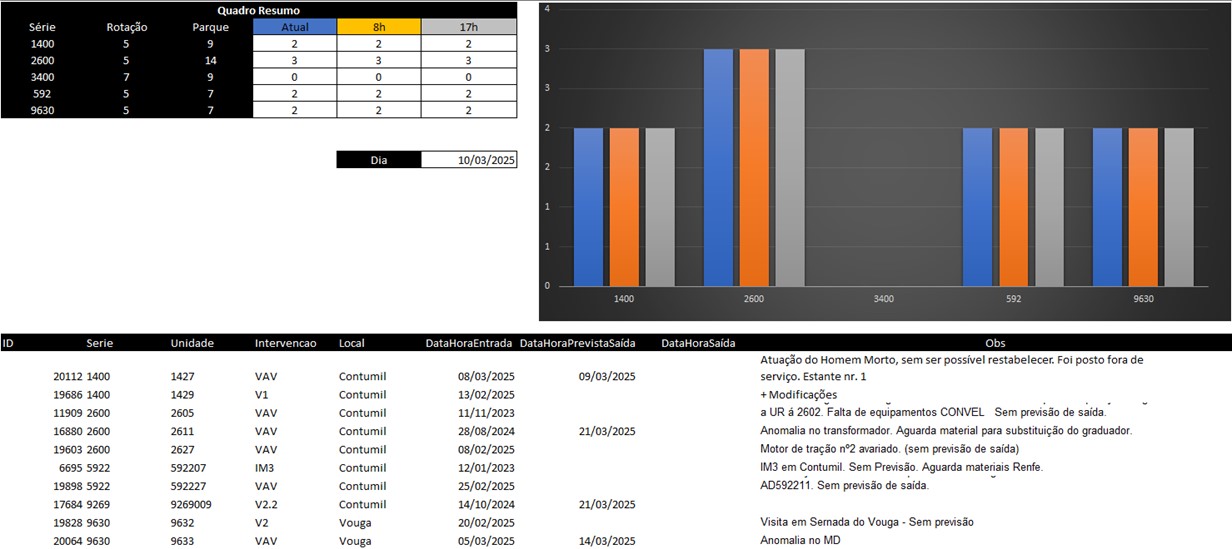 Quadro Resumo
Série Rotação Parque Atual 8h 17h
1400 5 9 2 2 2
2600 5 14 3 3 3
3400 7 9 0 0 0
592 5 7 2 2 2
9630 5 7 2 2 2
Dia 10/03/2025
4
3
3
2
2
1
1
0
1400 2600 3400 592 9630
ID Serie Unidade Intervencao Local DataHoraEntrada DataHoraPrevistaSaída DataHoraSaída Obs
Atuação do Homem Morto, sem ser possível restabelecer. Foi posto fora de
20112 1400 1427 VAV Contumil 08/03/2025 09/03/2025 serviço. Estante nr. 1
19686 1400 1429 V1 Contumil 13/02/2025 + Modificações
11909 2600 2605 VAV Contumil 11/11/2023 a UR á 2602. Falta de equipamentos CONVEL Sem previsão de saída.
16880 2600 2611 VAV Contumil 28/08/2024 21/03/2025 Anomalia no transformador. Aguarda material para substituição do graduador.
19603 2600 2627 VAV Contumil 08/02/2025 Motor de tração nº2 avariado. (sem previsão de saída)
6695 5922 592207 IM3 Contumil 12/01/2023 IM3 em Contumil. Sem Previsão. Aguarda materiais Renfe.
19898 5922 592227 VAV Contumil 25/02/2025 AD592211. Sem previsão de saída.
17684 9269 9269009 V2.2 Contumil 14/10/2024 21/03/2025
19828 9630 9632 V2 Vouga 20/02/2025 Visita em Sernada do Vouga - Sem previsão
20064 9630 9633 VAV Vouga 05/03/2025 14/03/2025 Anomalia no MD